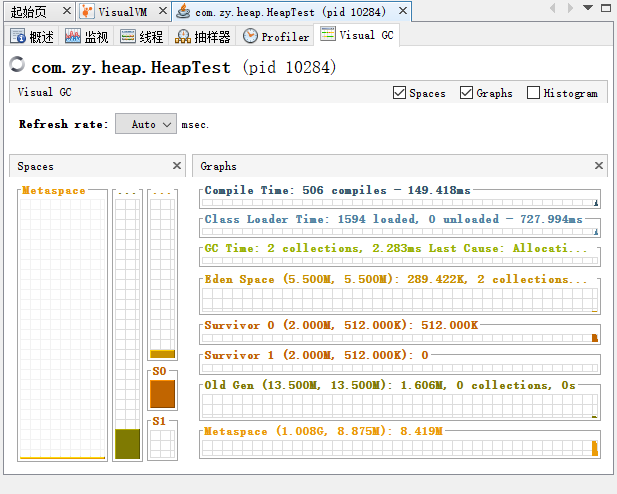 起始页 VisualVM com.zy.heap.HeapTest (pid 10284)
概述 监视 线程 抽样器 Profiler Visual GC
com.zy.heap.HeapTest (pid 10284)
Visual GC Spaces Graphs Histogram
Refresh rate: Auto msec.
Spaces
Metaspace
...
...
S0
S1
Graphs
Compile Time: 506 compiles - 149.418ms
Class Loader Time: 1594 loaded, 0 unloaded - 727.994ms
GC Time: 2 collections, 2.283ms Last Cause: Allocati...
Eden Space (5.500M, 5.500M): 289.422K, 2 collections...
Survivor 0 (2.000M, 512.000K): 512.000K
Survivor 1 (2.000M, 512.000K): 0
Old Gen (13.500M, 13.500M): 1.606M, 0 collections, 0s
Metaspace (1.008G, 8.875M): 8.419M